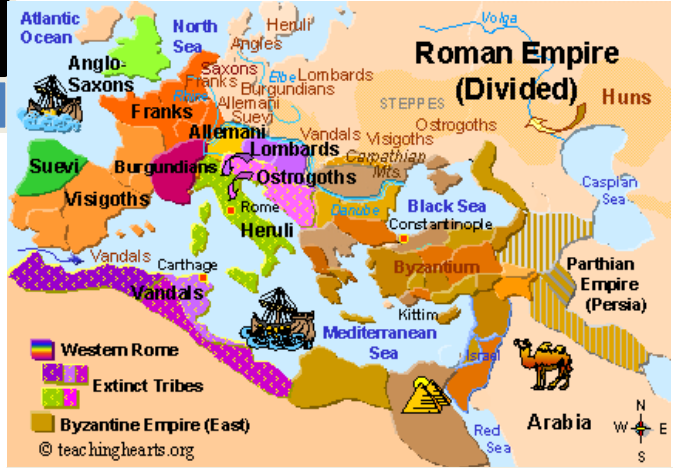 Atlantic
Ocean
North
Sea
Heruli
Angles
Volga
Roman Empire
(Divided)
Anglo-
Saxons
Saxons
Franks
Elbe
Lombards
Burgundians
Rhine
Allemani
Suevi
STEPPES
Huns
Franks
Allemani
Vandals
Visigoths
Ostrogoths
Carpathian
Mts.
Lombards
Suevi
Burgundians
Ostrogoths
Caspian
Sea
Visigoths
Rome
Danube
Black Sea
Constantinople
Heruli
Vandals
Carthage
Byzantium
Parthian
Empire
(Persia)
Vandals
Kittim
Mediterranean
Sea
Western Rome
Israel
Extinct Tribes
Byzantine Empire (East)
Arabia
Red
Sea
N
W
E
S
© teachinghearts.org